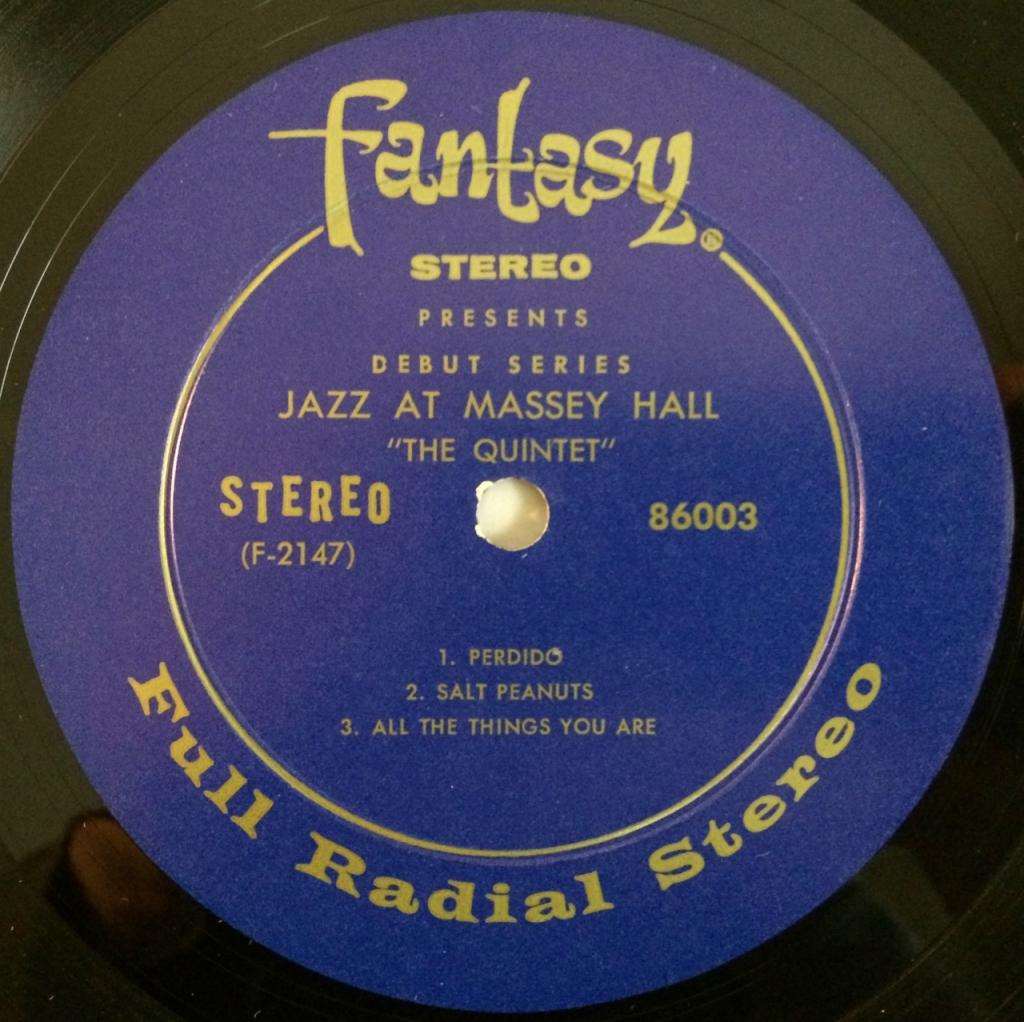 fantasy®
STEREO
PRESENTS
DEBUT SERIES
JAZZ AT MASSEY HALL
"THE QUINTET"
STEREO
(F-2147)
86003
1. PERDIDO
2. SALT PEANUTS
3. ALL THE THINGS YOU ARE
Full Radial Stereo